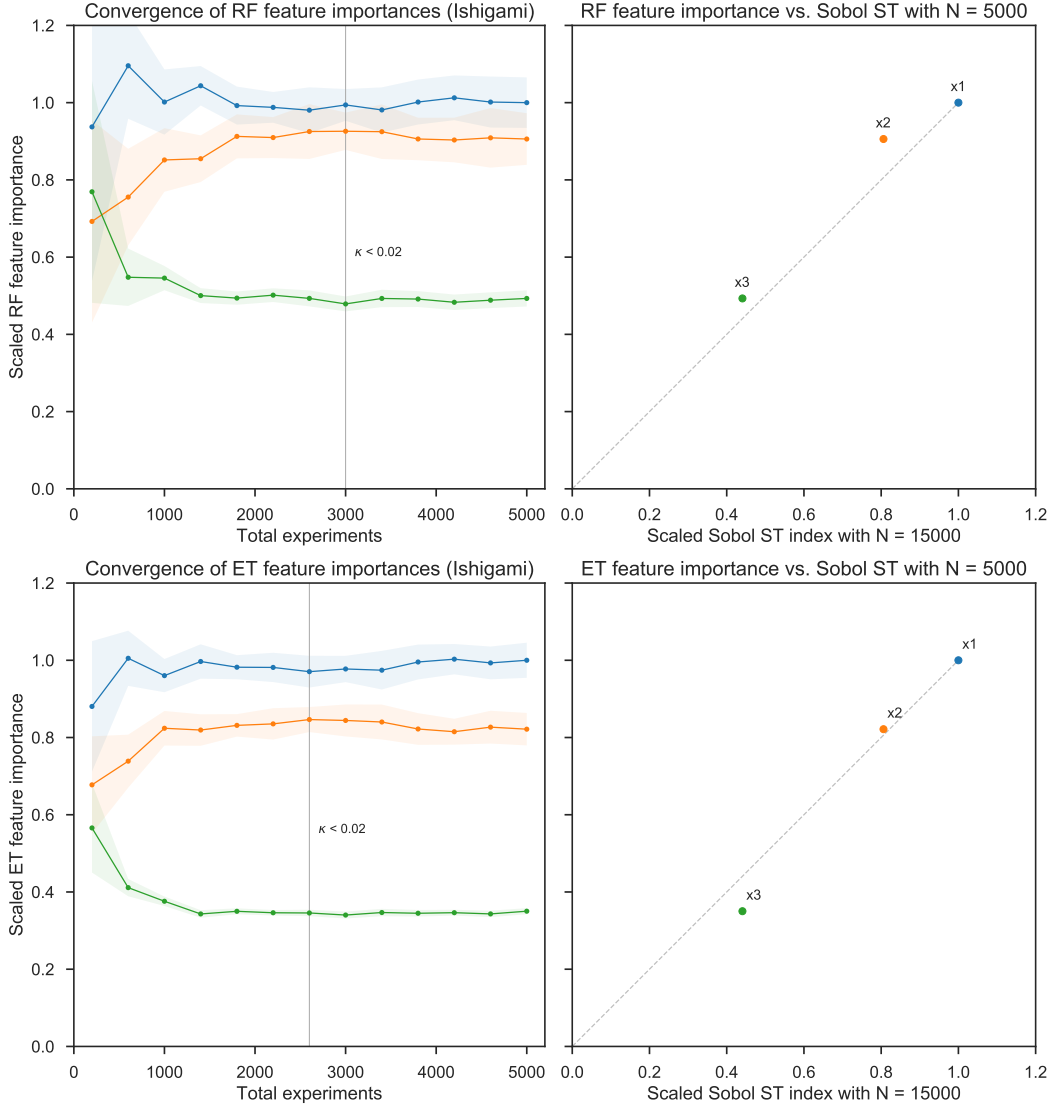 Convergence of RF feature importances (Ishigami)
RF feature importance vs. Sobol ST with N = 5000
Scaled RF feature importance
1.2
1.0
0.8
0.6
0.4
0.2
0.0
κ < 0.02
0 1000 2000 3000 4000 5000
Total experiments
x1
x2
x3
0.0 0.2 0.4 0.6 0.8 1.0 1.2
Scaled Sobol ST index with N = 15000
Convergence of ET feature importances (Ishigami)
ET feature importance vs. Sobol ST with N = 5000
Scaled ET feature importance
1.2
1.0
0.8
0.6
0.4
0.2
0.0
κ < 0.02
0 1000 2000 3000 4000 5000
Total experiments
x1
x2
x3
0.0 0.2 0.4 0.6 0.8 1.0 1.2
Scaled Sobol ST index with N = 15000